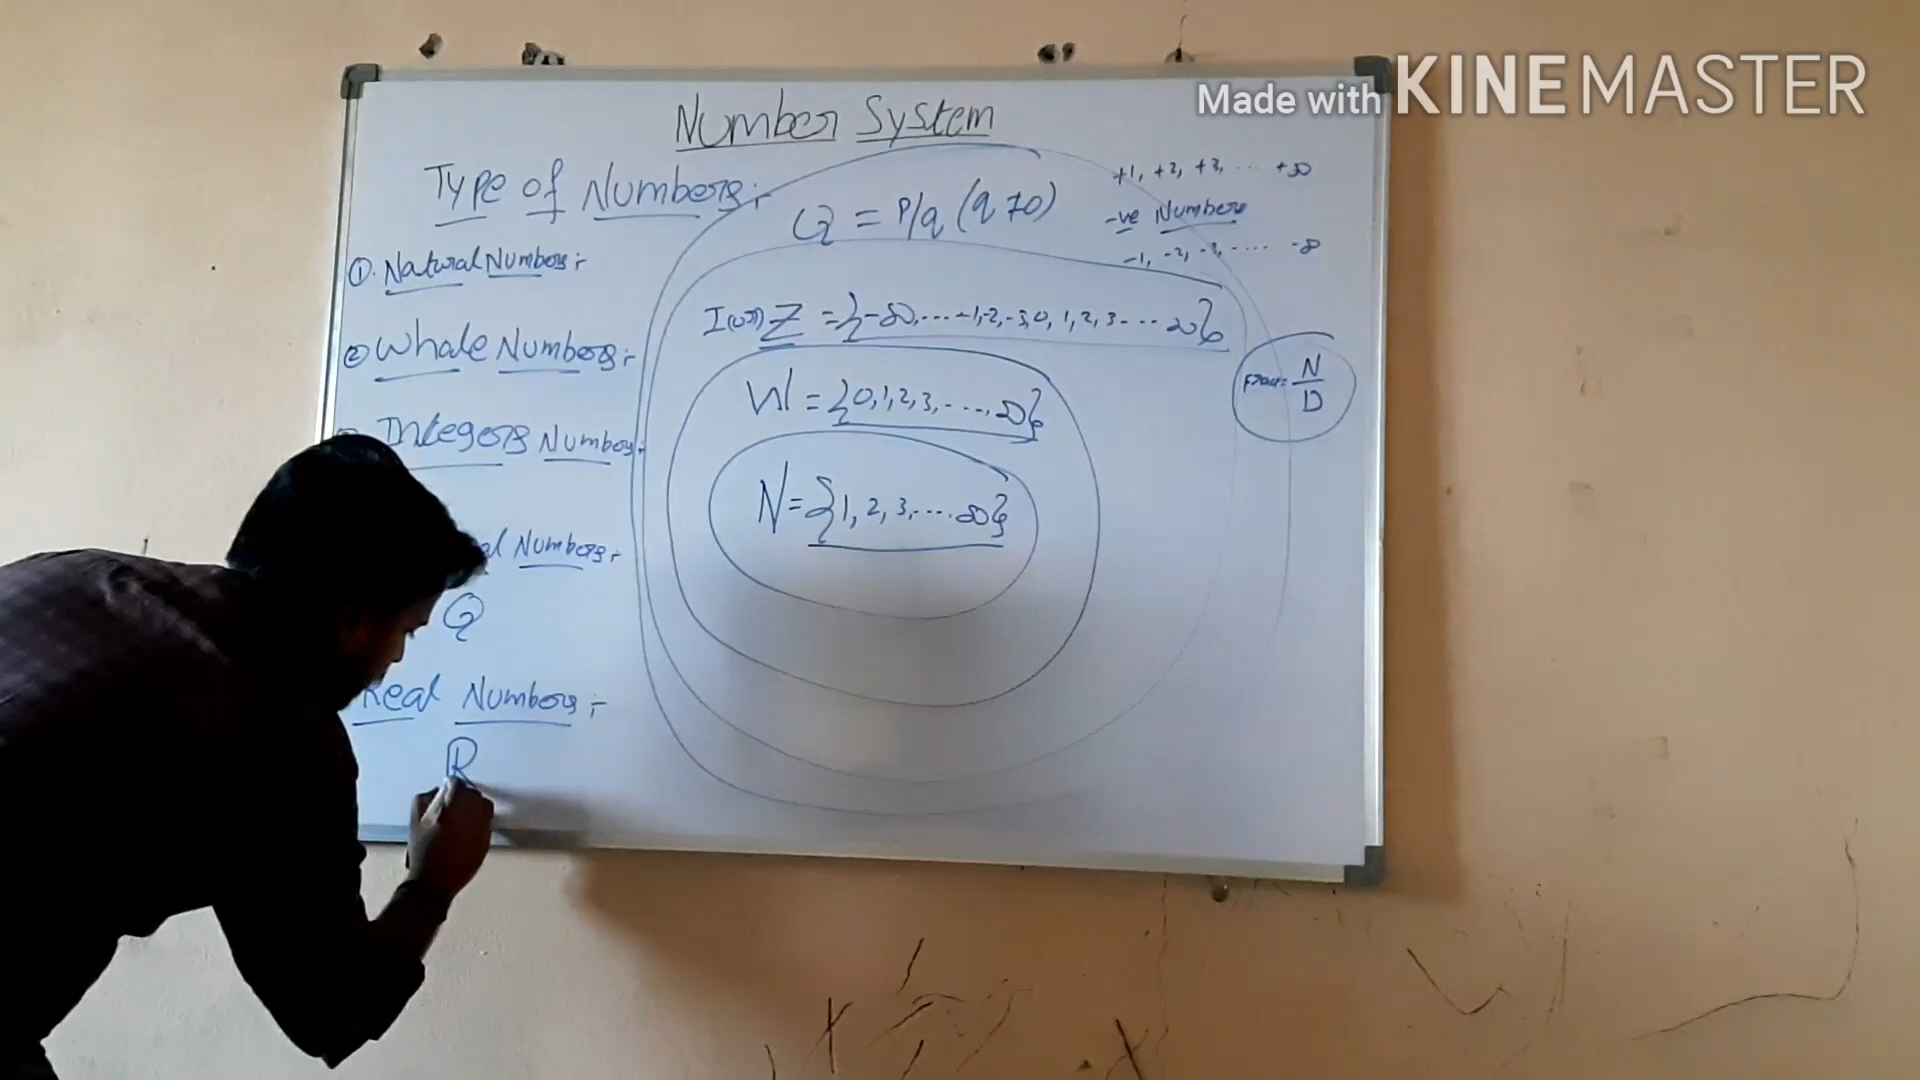 Made with KINEMASTER
Number System
Type of Numbers:-
① Natural Numbers:-
② Whole Numbers:-
Integers Numbers:-
al Numbers:-
Q
Real Numbers:-
R
Q = P/q (q≠0)
I(or) Z = {-∞, ... -1, -2, -3, 0, 1, 2, 3 ... ∞}
W = {0, 1, 2, 3, ..., ∞}
N = {1, 2, 3, ... ∞}
+1, +2, +3, ... +∞
-ve Numbers
-1, -2, -3, .... -∞
N
D